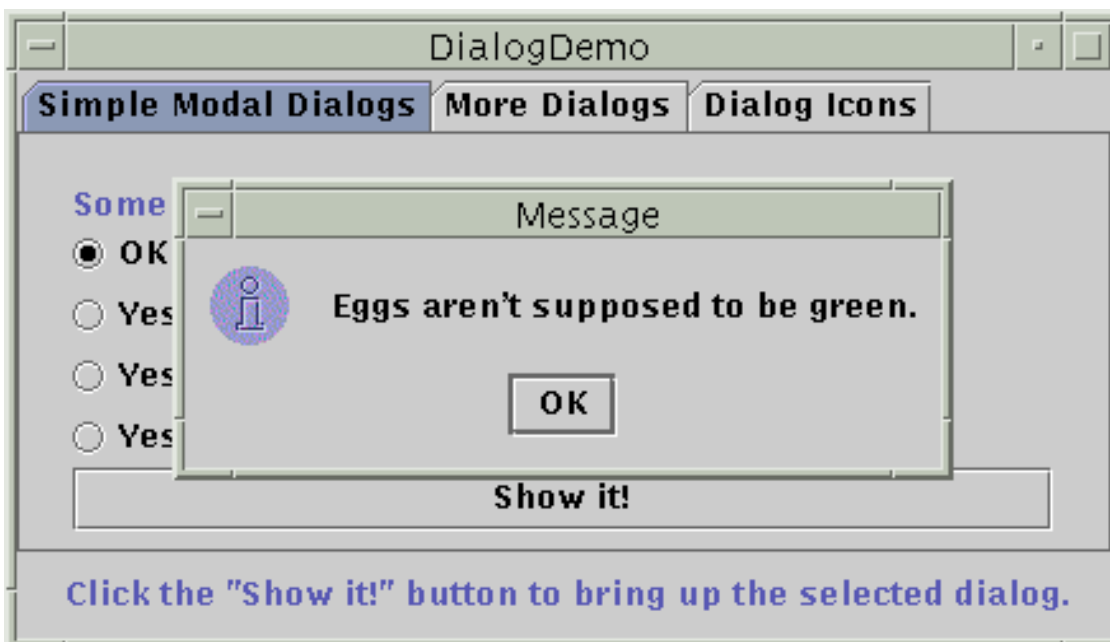 DialogDemo
Simple Modal Dialogs More Dialogs Dialog Icons
Some
Message
OK
Yes
Eggs aren't supposed to be green.
Yes
OK
Yes
Show it!
Click the "Show it!" button to bring up the selected dialog.